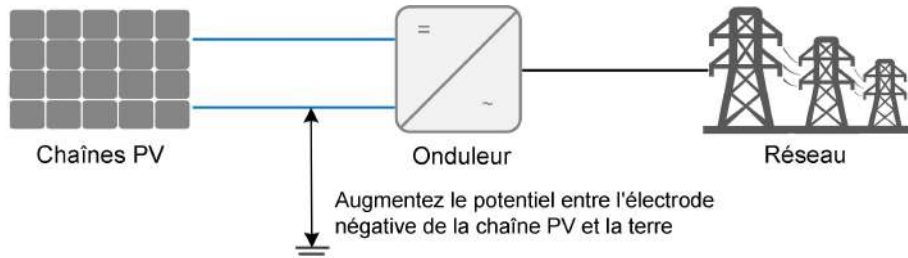 =
~
Chaînes PV
Onduleur
Réseau
Augmentez le potentiel entre l'électrode
négative de la chaîne PV et la terre